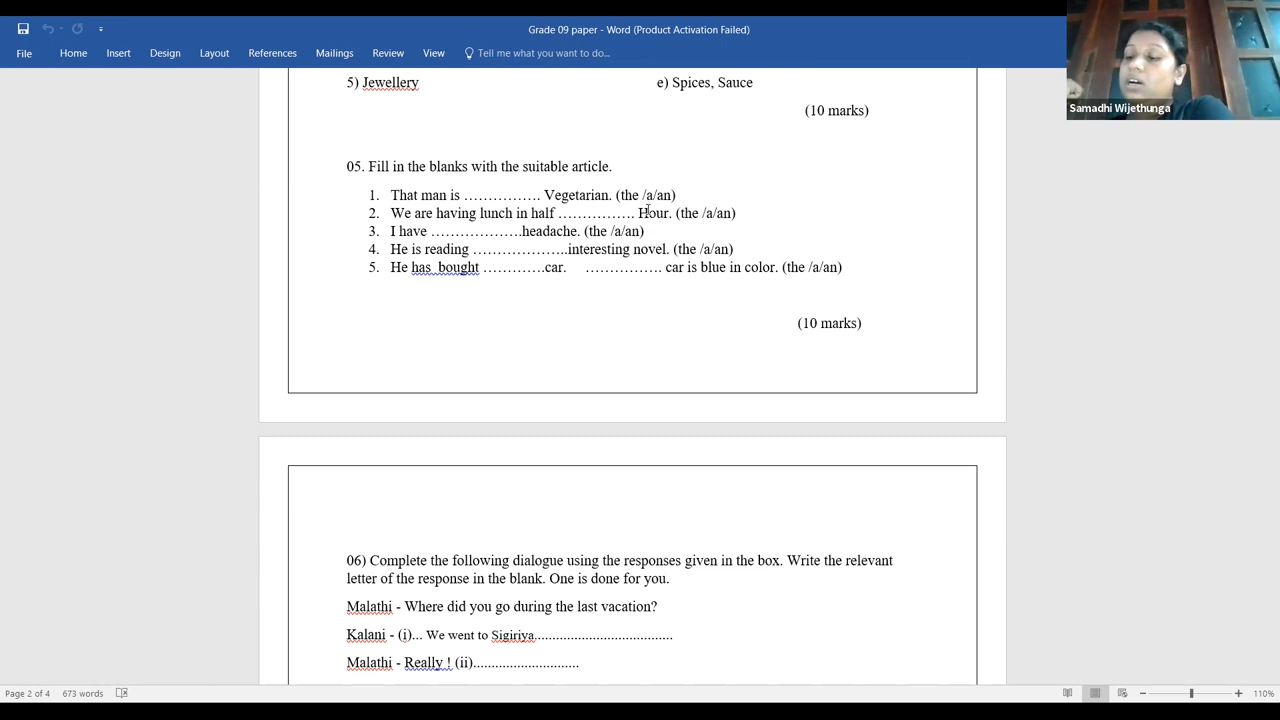 Grade 09 paper - Word (Product Activation Failed)
File Home Insert Design Layout References Mailings Review View Tell me what you want to do...
Samadhi Wijethunga
5) Jewellery e) Spices, Sauce
(10 marks)
05. Fill in the blanks with the suitable article.
1. That man is ……………. Vegetarian. (the /a/an)
2. We are having lunch in half ……………. Hour. (the /a/an)
3. I have ……………….headache. (the /a/an)
4. He is reading ………………..interesting novel. (the /a/an)
5. He has bought ………….car. ……………. car is blue in color. (the /a/an)
(10 marks)
06) Complete the following dialogue using the responses given in the box. Write the relevant
letter of the response in the blank. One is done for you.
Malathi - Where did you go during the last vacation?
Kalani - (i)... We went to Sigiriya......................................
Malathi - Really ! (ii).............................
Page 2 of 4 673 words 110%